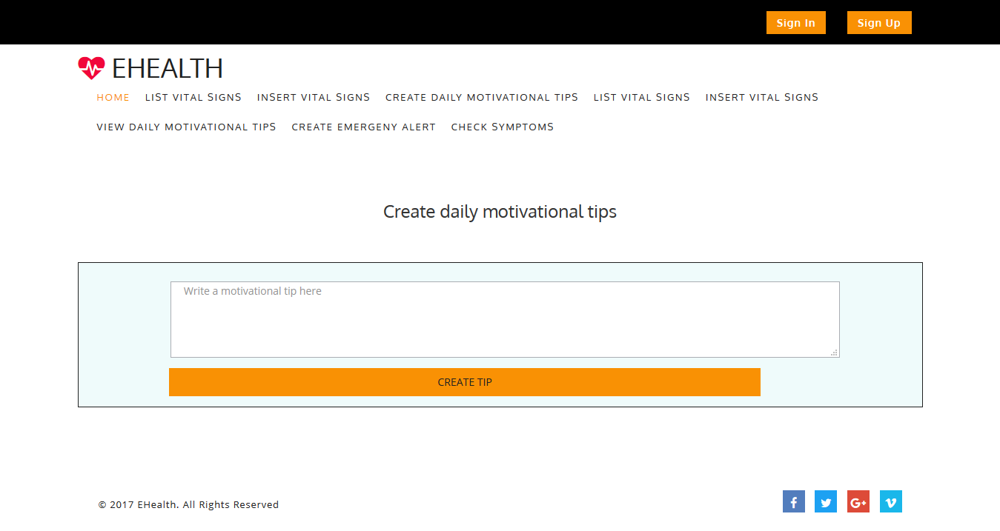 Sign In Sign Up
EHEALTH
HOME LIST VITAL SIGNS INSERT VITAL SIGNS CREATE DAILY MOTIVATIONAL TIPS LIST VITAL SIGNS INSERT VITAL SIGNS
VIEW DAILY MOTIVATIONAL TIPS CREATE EMERGENY ALERT CHECK SYMPTOMS
Create daily motivational tips
Write a motivational tip here
CREATE TIP
© 2017 EHealth. All Rights Reserved